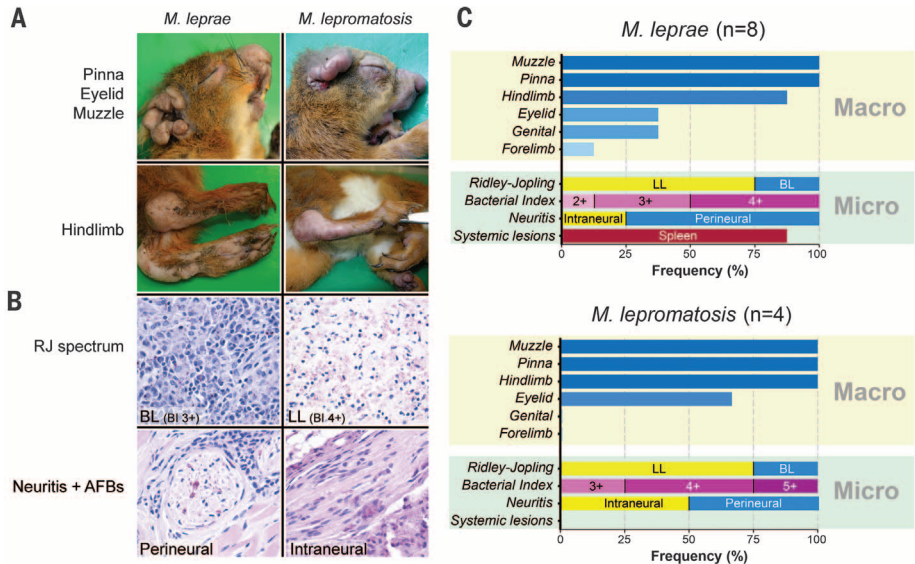 A
M. leprae
M. lepromatosis
Pinna
Eyelid
Muzzle
Hindlimb
B
RJ spectrum
BL (BI 3+)
LL (BI 4+)
Neuritis + AFBs
Perineural
Intraneural
C
M. leprae (n=8)
Muzzle
Pinna
Hindlimb
Eyelid
Genital
Forelimb
Macro
Ridley-Jopling LL BL
Bacterial Index 2+ 3+ 4+
Neuritis Intraneural Perineural
Systemic lesions Spleen
Micro
0 25 50 75 100
Frequency (%)
M. lepromatosis (n=4)
Muzzle
Pinna
Hindlimb
Eyelid
Genital
Forelimb
Macro
Ridley-Jopling LL BL
Bacterial Index 3+ 4+ 5+
Neuritis Intraneural Perineural
Systemic lesions
Micro
0 25 50 75 100
Frequency (%)